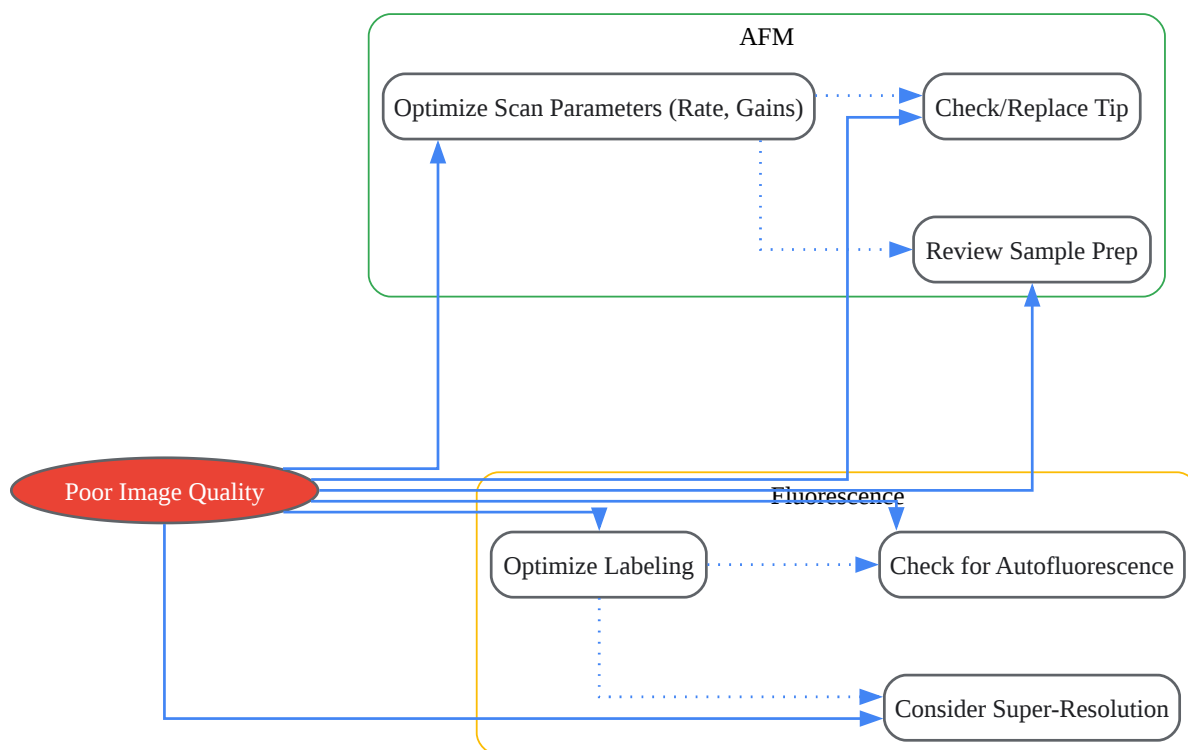 AFM
Optimize Scan Parameters (Rate, Gains)
Check/Replace Tip
Review Sample Prep
Poor Image Quality
Fluorescence
Optimize Labeling
Check for Autofluorescence
Consider Super-Resolution